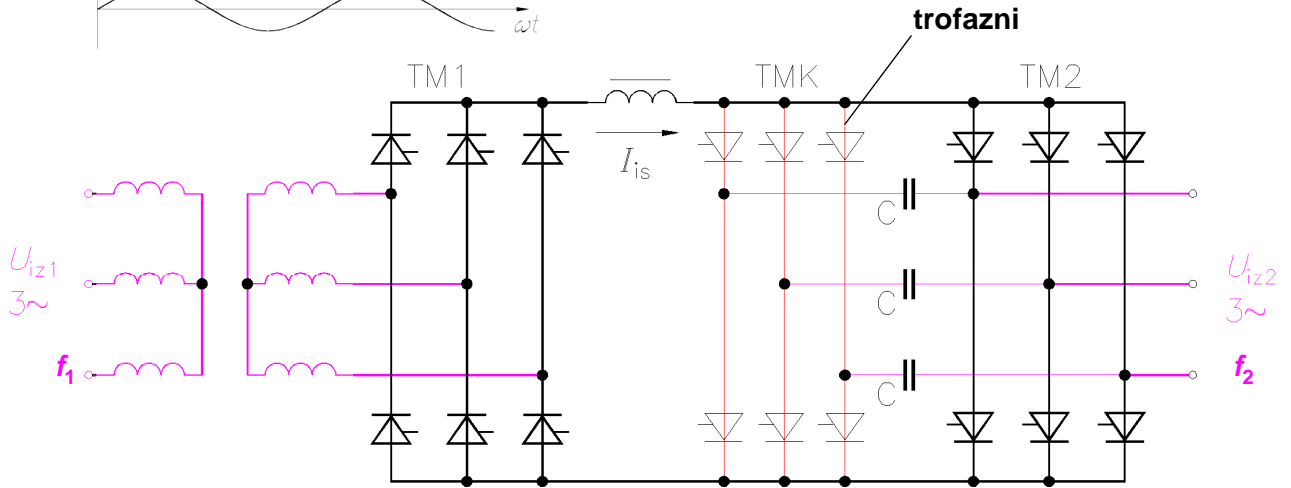 ωt
trofazni
TM1
TMK
TM2
I_is
C
U_iz1
3~
C
U_iz2
3~
f_1
C
f_2